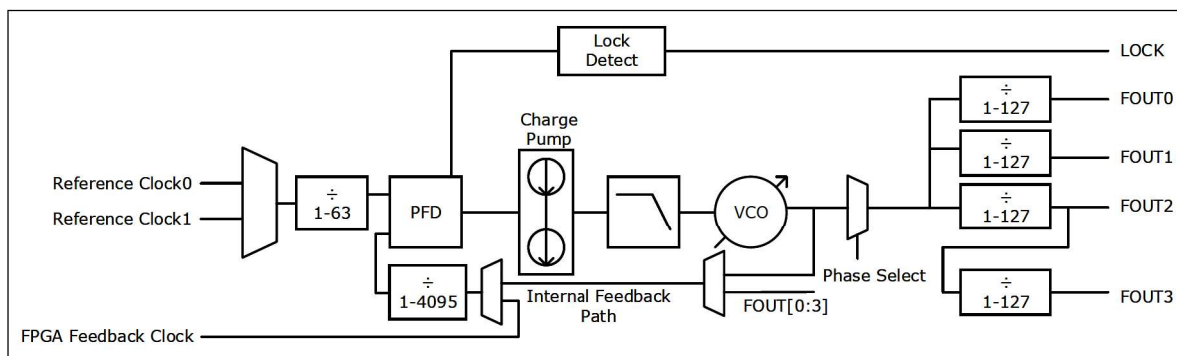 Lock
Detect
LOCK
÷
1-127
FOUT0
Charge
Pump
÷
1-127
FOUT1
Reference Clock0
÷
1-63
PFD
VCO
÷
1-127
FOUT2
Reference Clock1
Phase Select
÷
1-4095
Internal Feedback
Path
FOUT[0:3]
÷
1-127
FOUT3
FPGA Feedback Clock